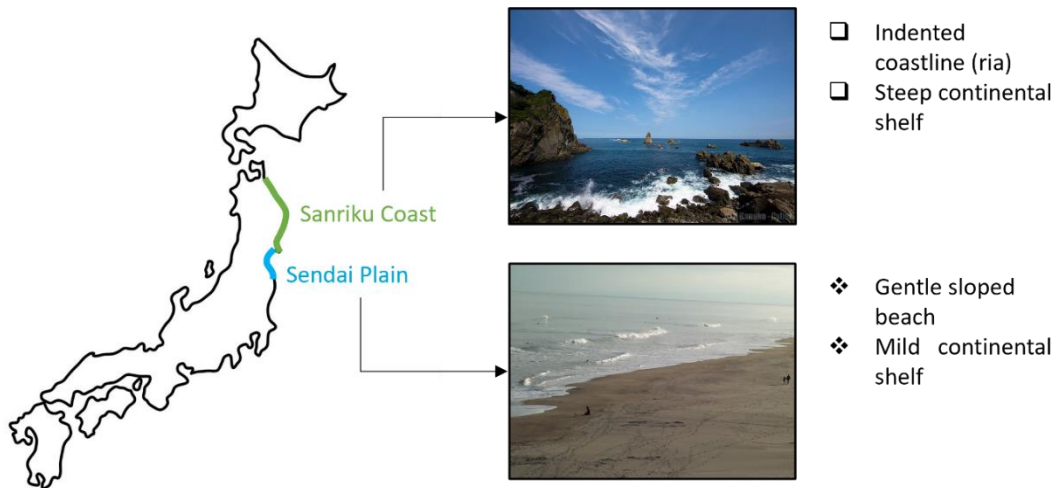 Sanriku Coast
Sendai Plain
Indented
coastline (ria)
Steep continental
shelf
Gentle sloped
beach
Mild continental
shelf